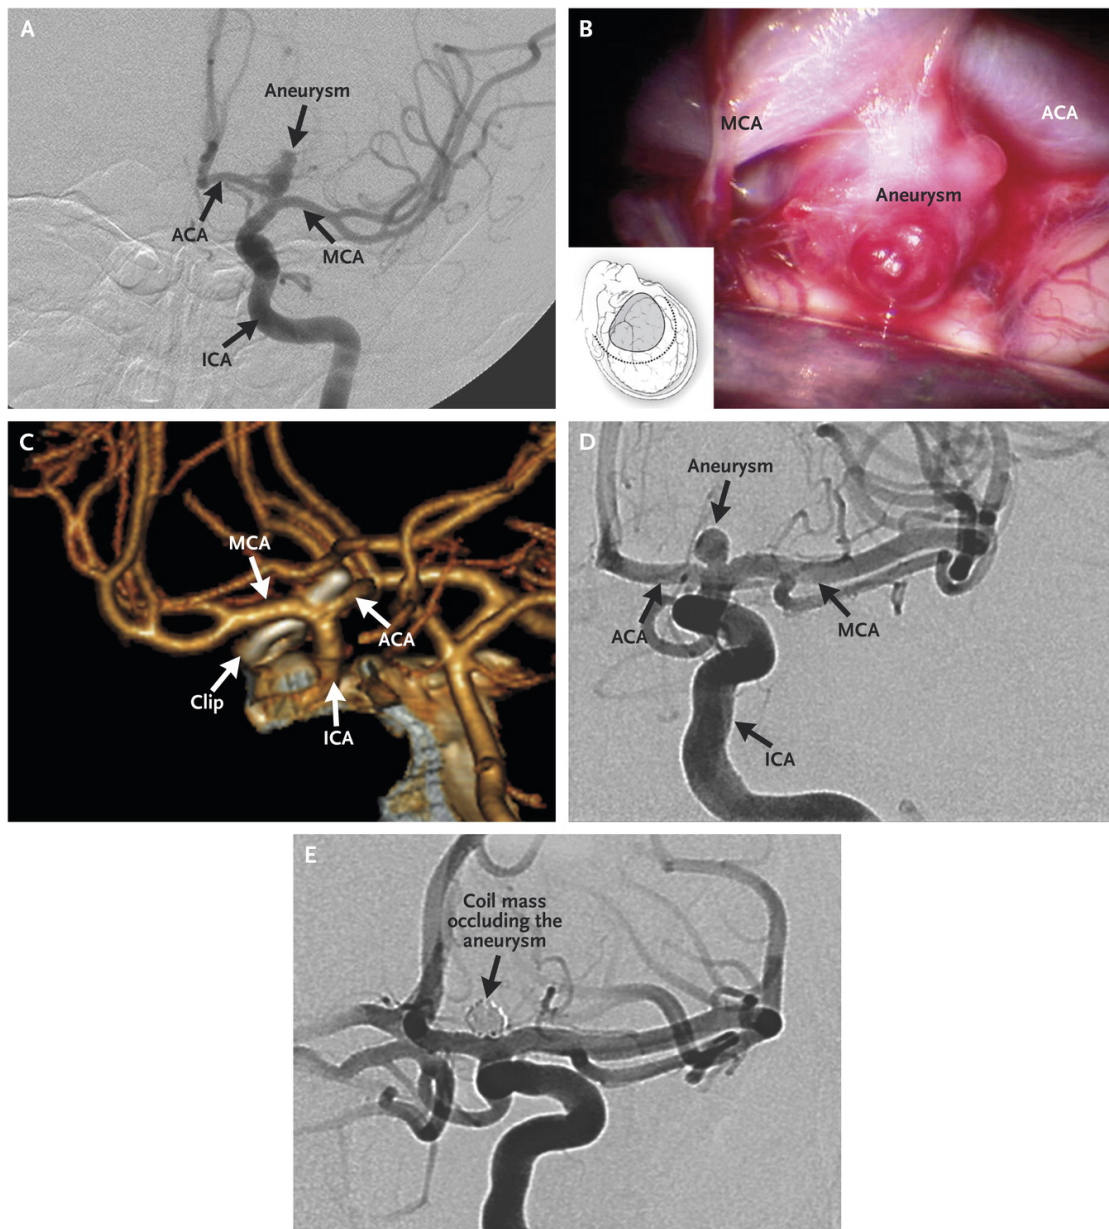 A
Aneurysm
ACA
MCA
ICA
B
MCA
ACA
Aneurysm
C
MCA
ACA
Clip
ICA
D
Aneurysm
ACA
MCA
ICA
E
Coil mass
occluding the
aneurysm